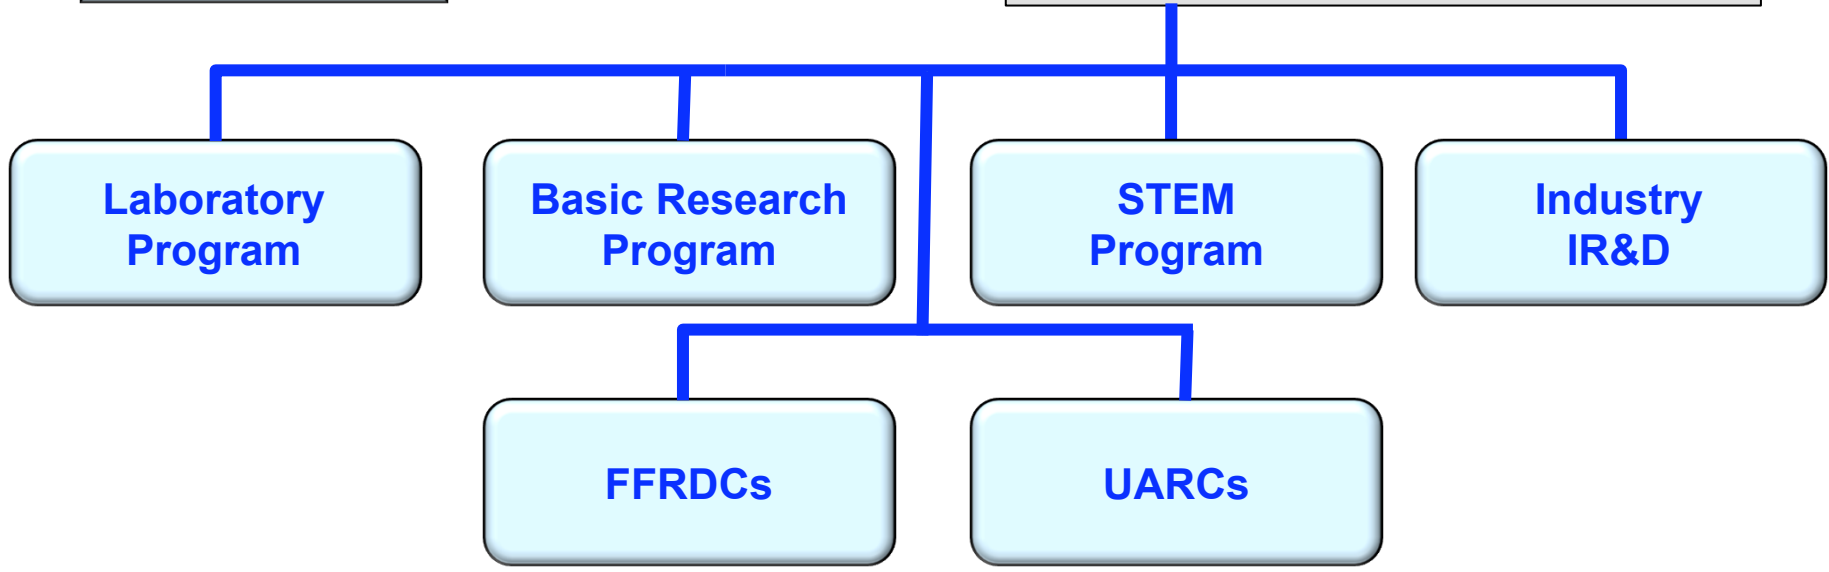 Laboratory
Program
Basic Research
Program
STEM
Program
Industry
IR&D
FFRDCs
UARCs